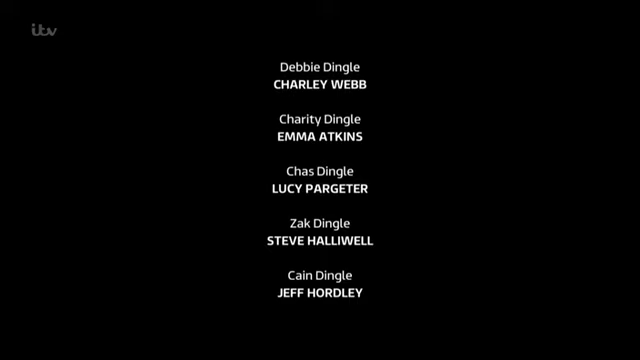 itv
Debbie Dingle
CHARLEY WEBB
Charity Dingle
EMMA ATKINS
Chas Dingle
LUCY PARGETER
Zak Dingle
STEVE HALLIWELL
Cain Dingle
JEFF HORDLEY